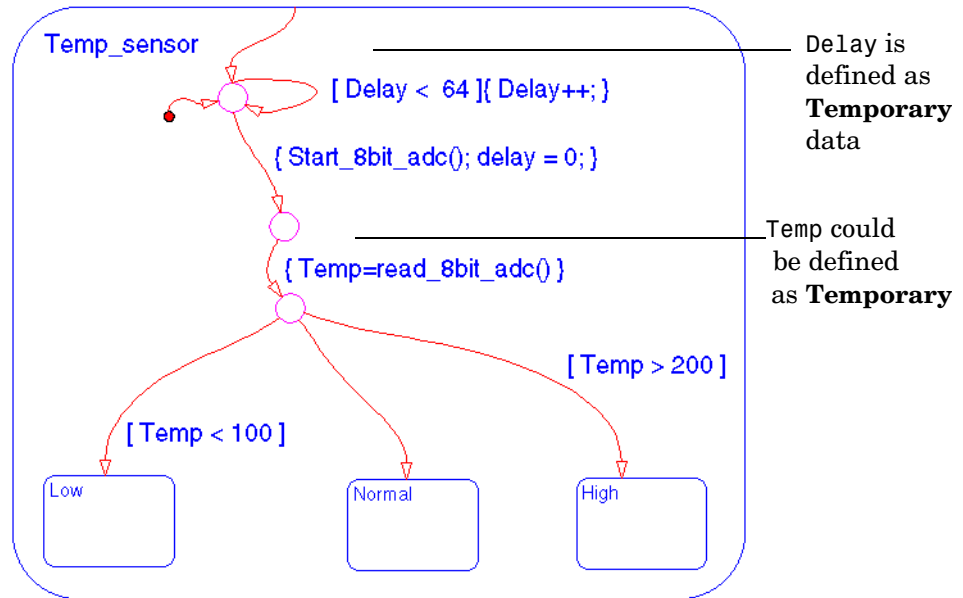 Temp_sensor
[ Delay < 64 ]{ Delay++; }
Delay is
defined as
Temporary
data
{ Start_8bit_adc(); delay = 0; }
Temp could
be defined
as Temporary
{ Temp=read_8bit_adc() }
[ Temp > 200 ]
[ Temp < 100 ]
Low
Normal
High